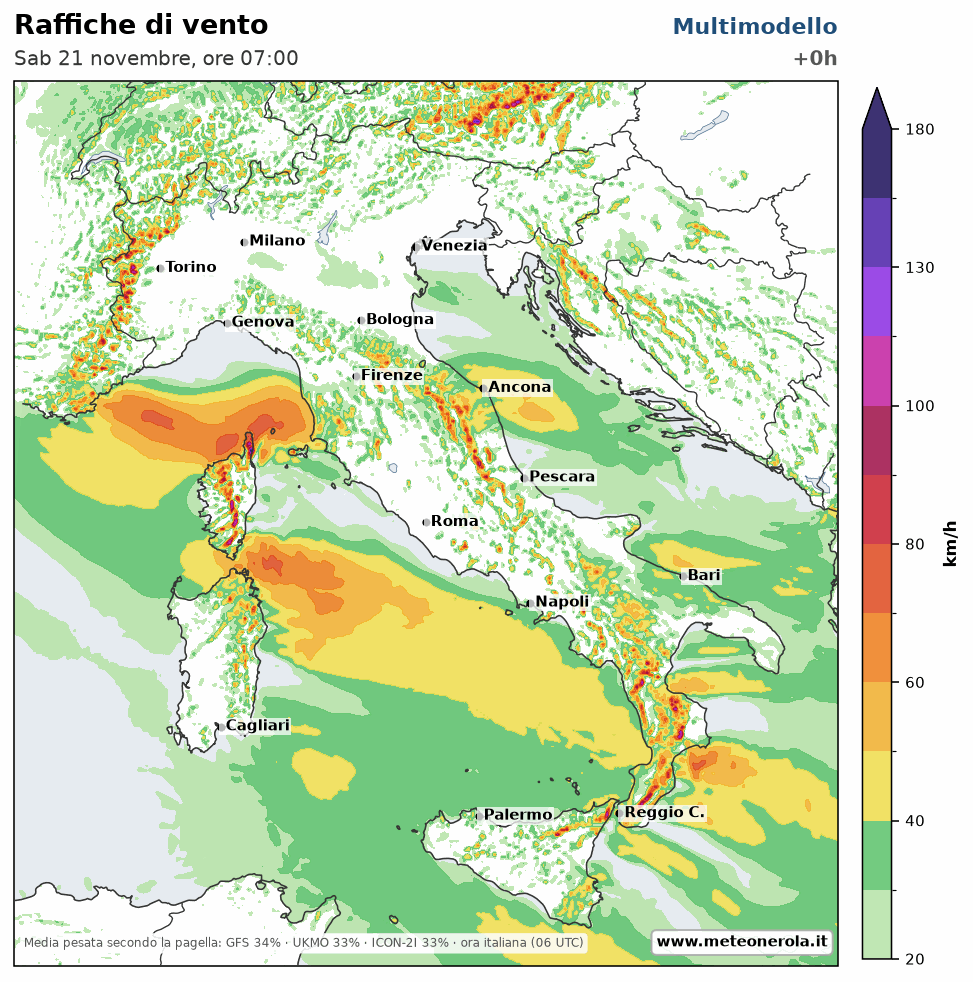 Raffiche di vento
Multimodello
Sab 21 novembre, ore 07:00
+0h
180
130
100
80
60
40
20
km/h
Milano
Venezia
Torino
Genova
Bologna
Firenze
Ancona
Pescara
Roma
Bari
Napoli
Cagliari
Palermo
Reggio C.
Media pesata secondo la pagella: GFS 34% · UKMO 33% · ICON-2I 33% · ora italiana (06 UTC)
www.meteonerola.it